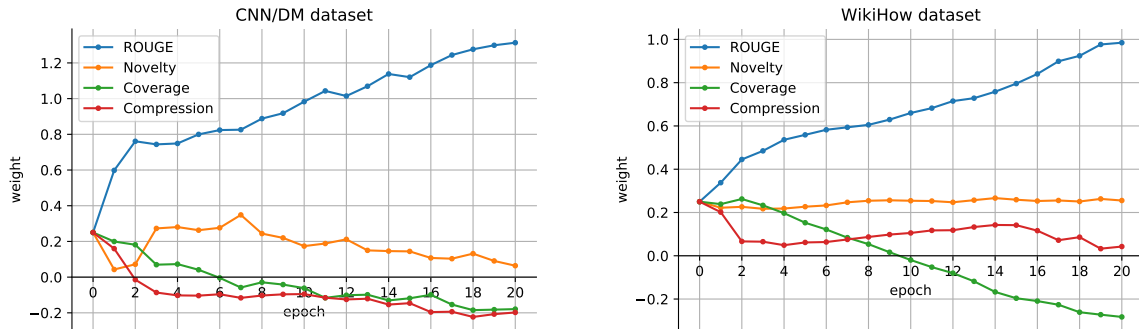 CNN/DM dataset
ROUGE
Novelty
Coverage
Compression
weight
1.2
1.0
0.8
0.6
0.4
0.2
0.0
−0.2
0 2 4 6 8 10 12 14 16 18 20
epoch
WikiHow dataset
ROUGE
Novelty
Coverage
Compression
weight
1.0
0.8
0.6
0.4
0.2
0.0
−0.2
0 2 4 6 8 10 12 14 16 18 20
epoch